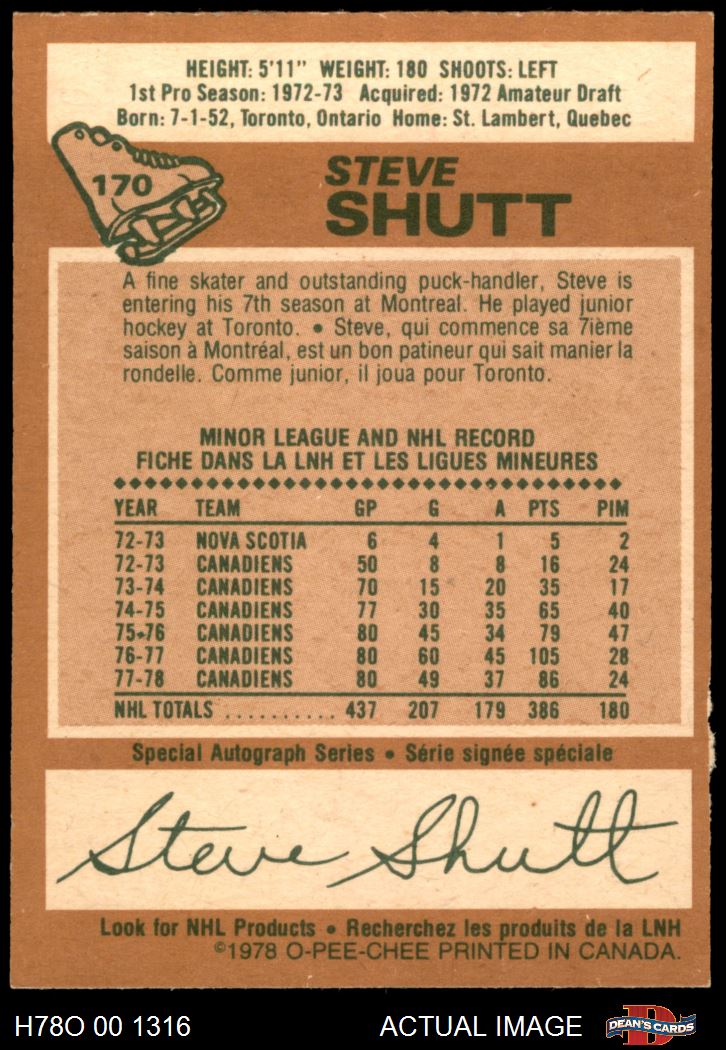 HEIGHT: 5'11" WEIGHT: 180 SHOOTS: LEFT
1st Pro Season: 1972-73 Acquired: 1972 Amateur Draft
Born: 7-1-52, Toronto, Ontario Home: St. Lambert, Quebec
170
STEVE
SHUTT
A fine skater and outstanding puck-handler, Steve is
entering his 7th season at Montreal. He played junior
hockey at Toronto. • Steve, qui commence sa 7ième
saison à Montréal, est un bon patineur qui sait manier la
rondelle. Comme junior, il joua pour Toronto.
MINOR LEAGUE AND NHL RECORD
FICHE DANS LA LNH ET LES LIGUES MINEURES
YEAR TEAM GP G A PTS PIM
72-73 NOVA SCOTIA 6 4 1 5 2
72-73 CANADIENS 50 8 8 16 24
73-74 CANADIENS 70 15 20 35 17
74-75 CANADIENS 77 30 35 65 40
75-76 CANADIENS 80 45 34 79 47
76-77 CANADIENS 80 60 45 105 28
77-78 CANADIENS 80 49 37 86 24
NHL TOTALS .......... 437 207 179 386 180
Special Autograph Series • Série signée spéciale
Steve Shutt
Look for NHL Products • Recherchez les produits de la LNH
©1978 O-PEE-CHEE PRINTED IN CANADA.
H78O 00 1316 ACTUAL IMAGE D DEAN'S CARDS